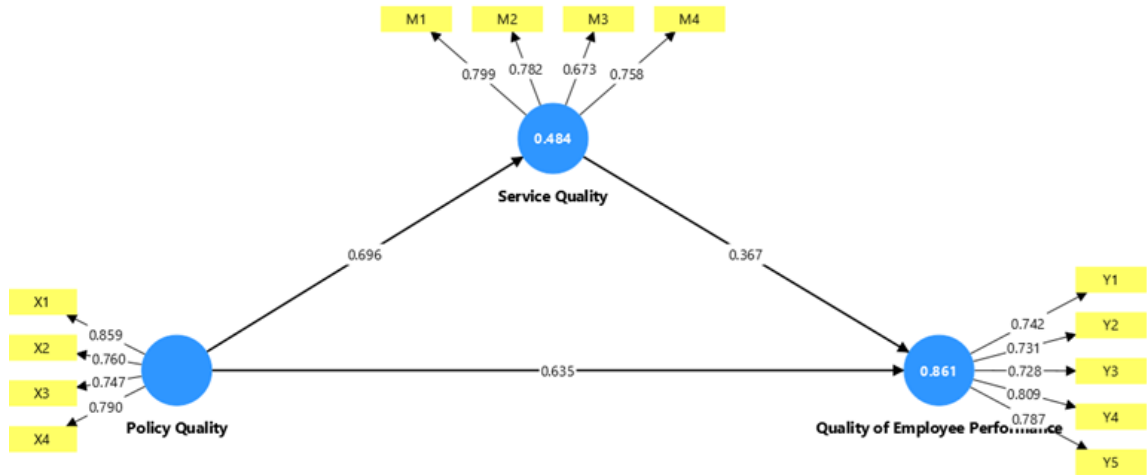 M1 M2 M3 M4
0.799 0.782 0.673 0.758
0.484
Service Quality
0.696 0.367
X1
X2
X3
X4
0.859
0.760
0.747
0.790
Policy Quality
0.635
0.861
Quality of Employee Performance
0.742
0.731
0.728
0.809
0.787
Y1
Y2
Y3
Y4
Y5